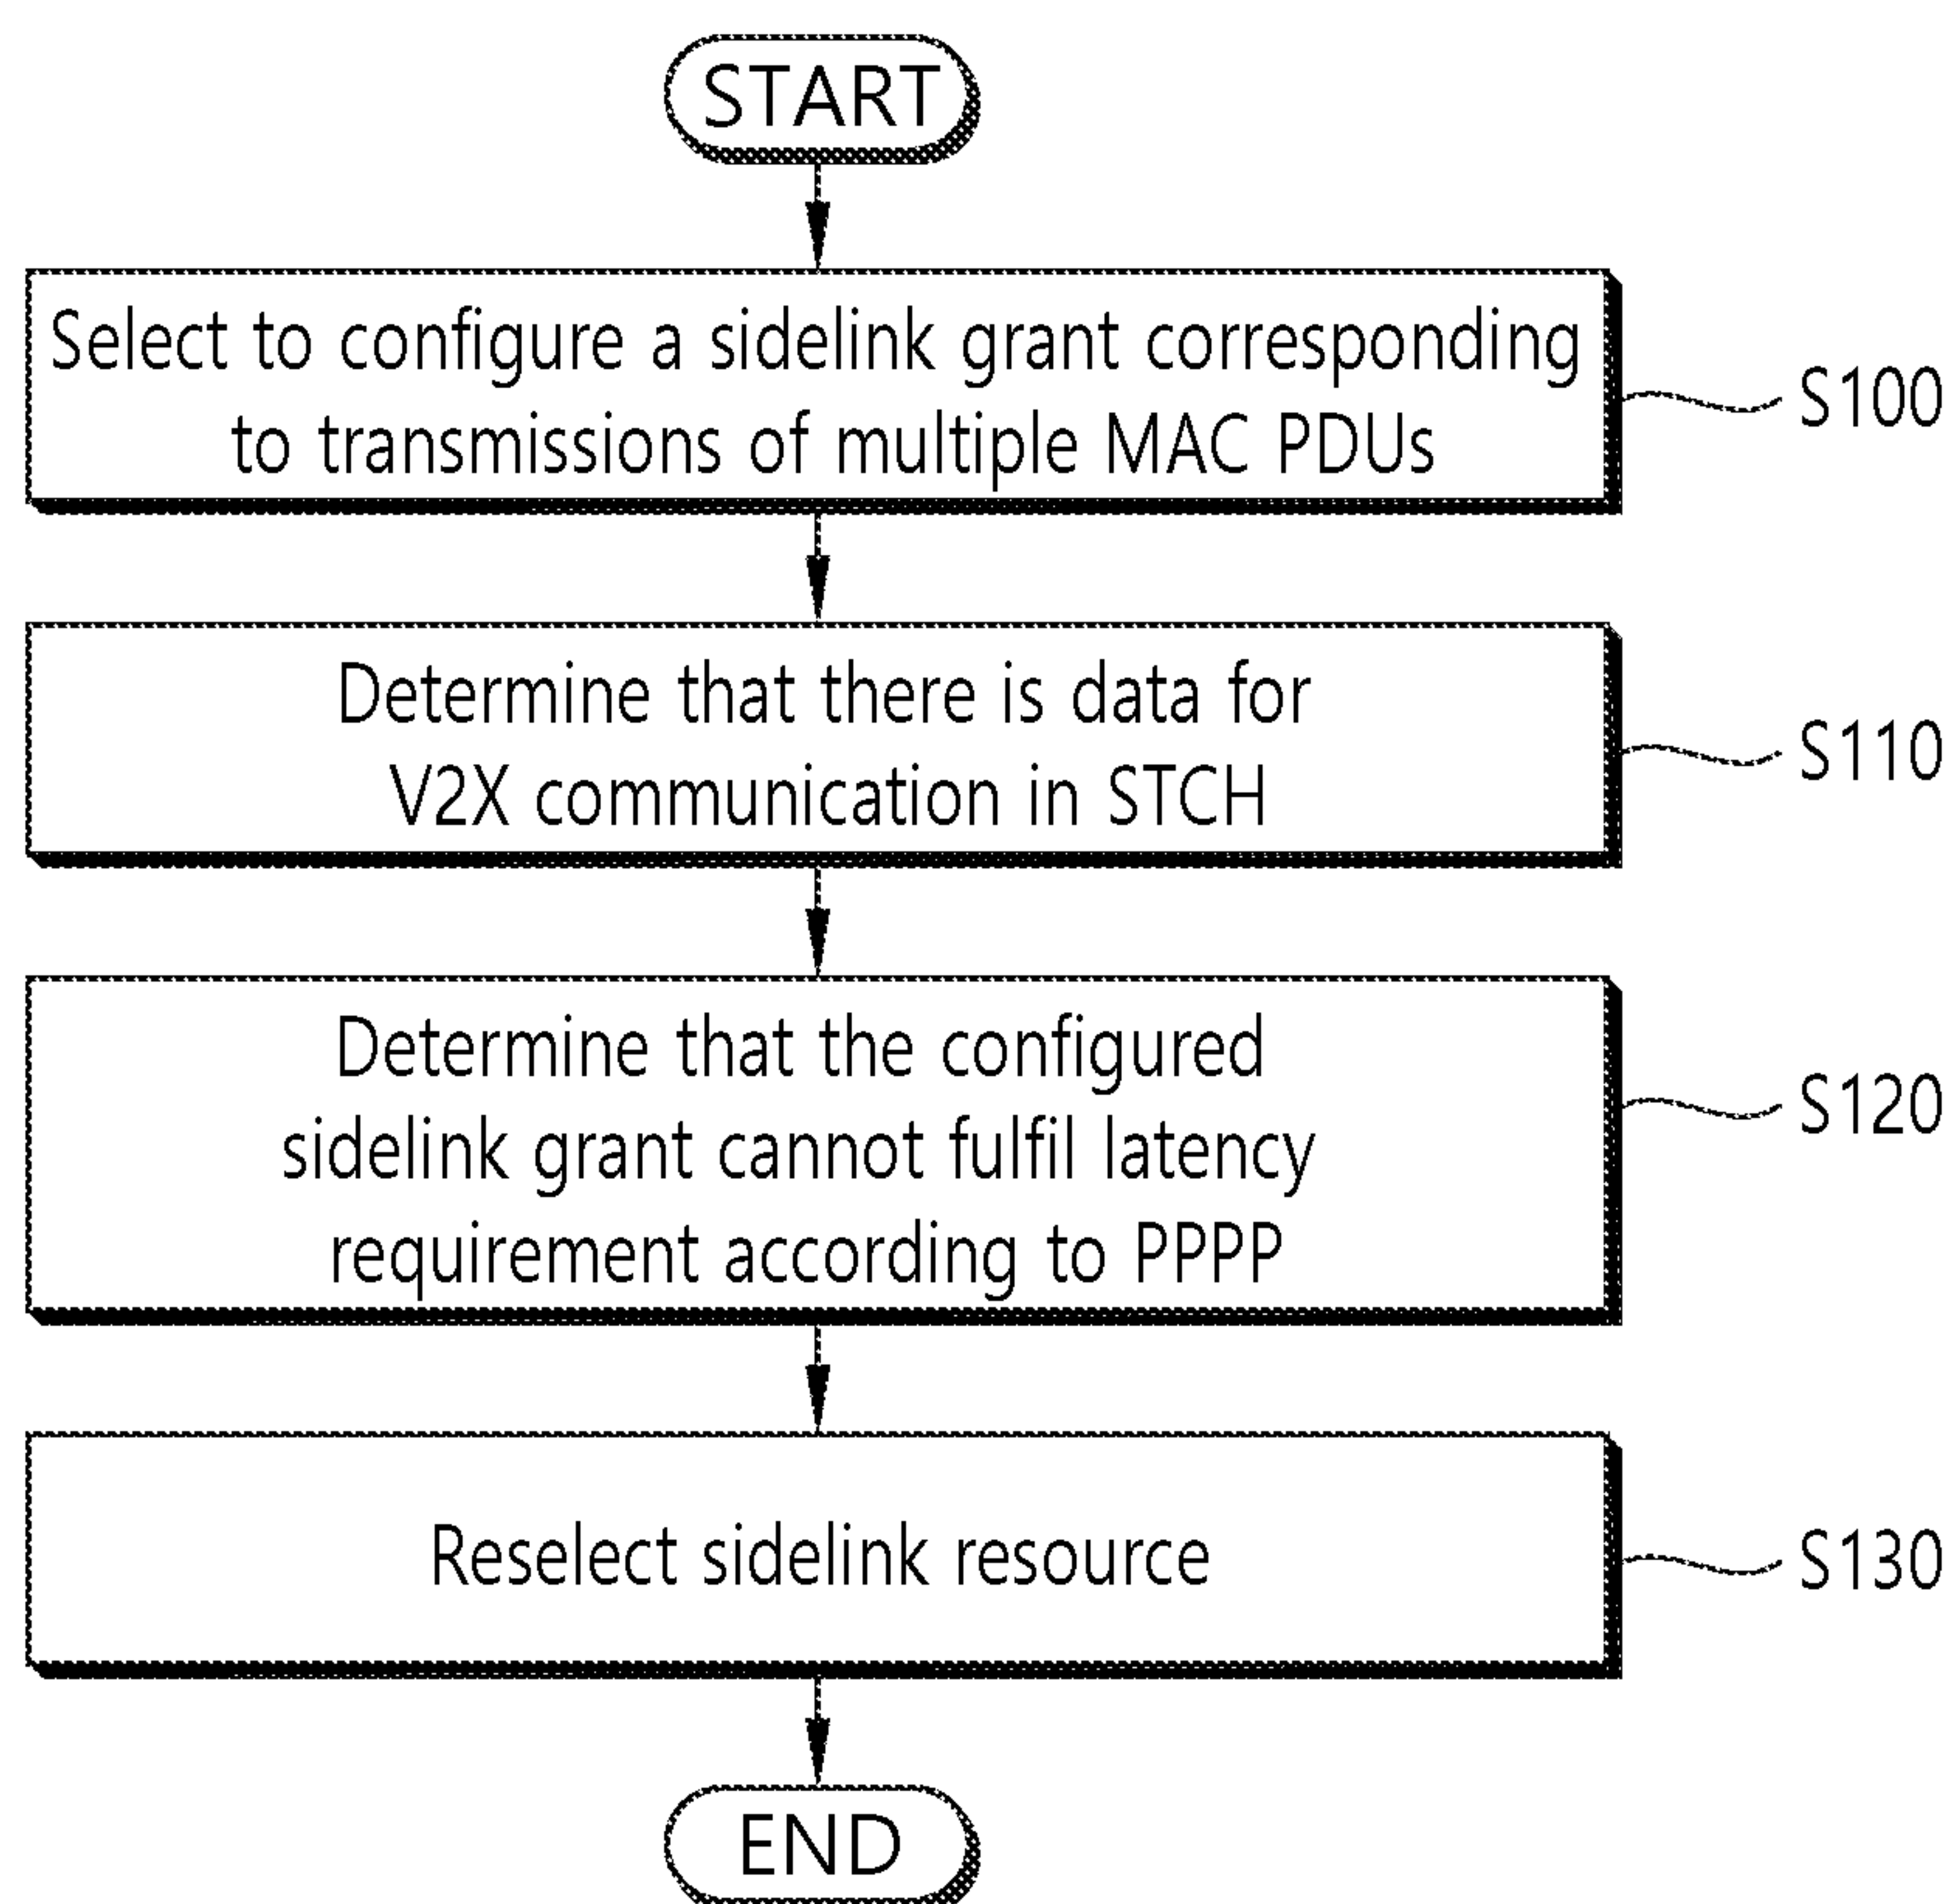 START
Select to configure a sidelink grant corresponding
to transmissions of multiple MAC PDUs
S100
Determine that there is data for
V2X communication in STCH
S110
Determine that the configured
sidelink grant cannot fulfil latency
requirement according to PPPP
S120
Reselect sidelink resource
S130
END